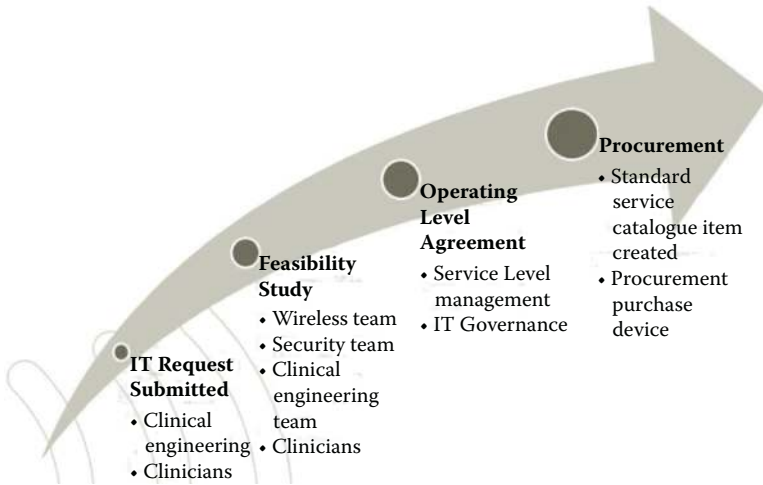 IT Request
Submitted
• Clinical
engineering
• Clinicians
Feasibility
Study
• Wireless team
• Security team
• Clinical
engineering
team
• Clinicians
Operating
Level
Agreement
• Service Level
management
• IT Governance
Procurement
• Standard
service
catalogue item
created
• Procurement
purchase
device